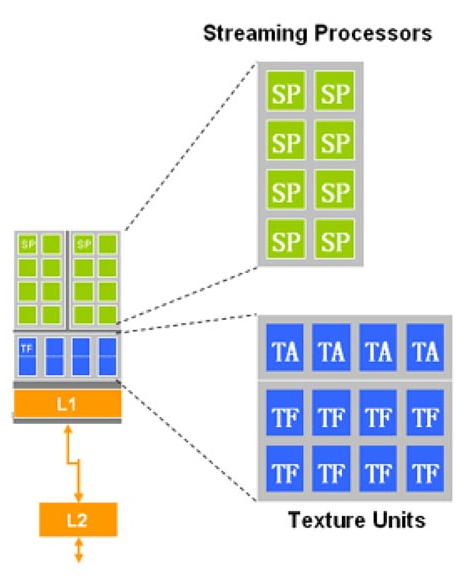 Streaming Processors
SP SP
SP SP
SP SP
SP SP
SP SP
TF
TA TA TA TA
TF TF TF TF
TF TF TF TF
L1
L2
Texture Units